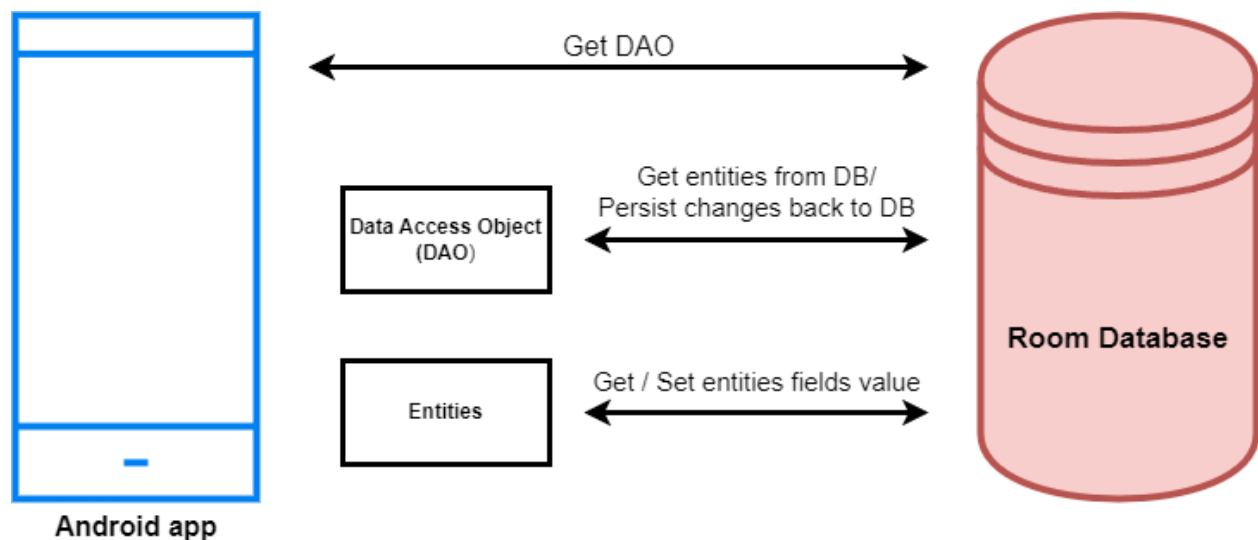 Get DAO
Get entities from DB/
Persist changes back to DB
Data Access Object
(DAO)
Room Database
Get / Set entities fields value
Entities
Android app